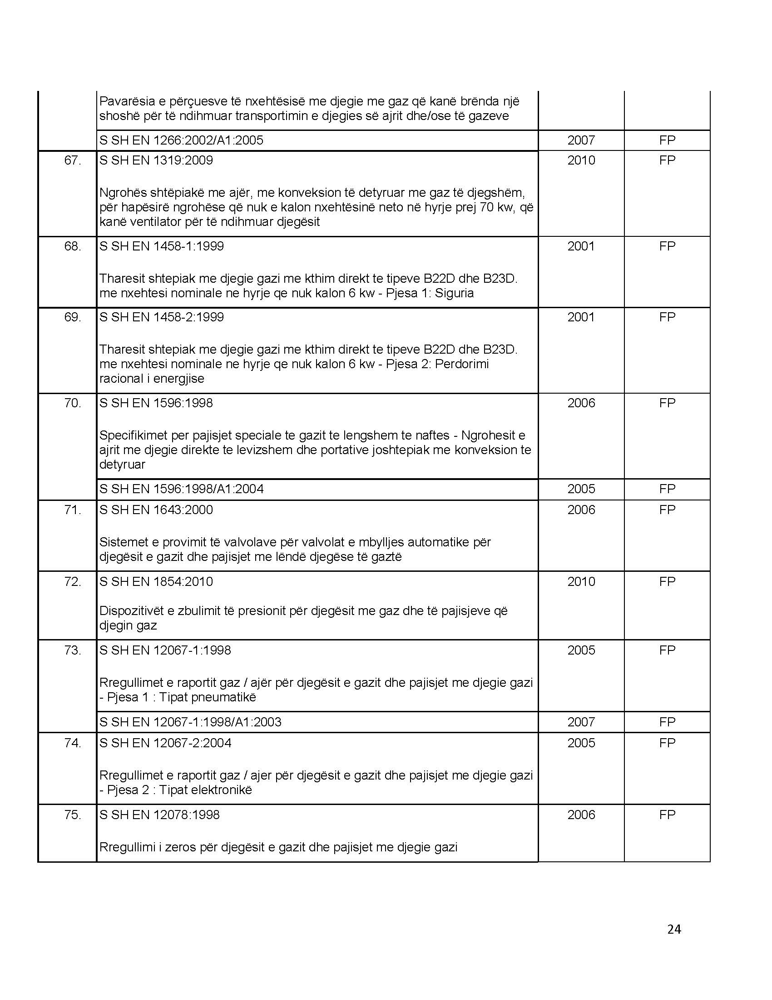 Pavarësia e përçuesve të nxehtësisë me djegie me gaz që kanë brënda një
shoshë për të ndihmuar transportimin e djegies së ajrit dhe/ose të gazeve
S SH EN 1266:2002/A1:2005 2007 FP
67. S SH EN 1319:2009 2010 FP
Ngrohës shtëpiakë me ajër, me konveksion të detyruar me gaz të djegshëm,
për hapësirë ngrohëse që nuk e kalon nxehtësinë neto në hyrje prej 70 kw, që
kanë ventilator për të ndihmuar djegësit
68. S SH EN 1458-1:1999 2001 FP
Tharesit shtepiak me djegie gazi me kthim direkt te tipeve B22D dhe B23D.
me nxehtesi nominale ne hyrje qe nuk kalon 6 kw - Pjesa 1: Siguria
69. S SH EN 1458-2:1999 2001 FP
Tharesit shtepiak me djegie gazi me kthim direkt te tipeve B22D dhe B23D.
me nxehtesi nominale ne hyrje qe nuk kalon 6 kw - Pjesa 2: Perdorimi
racional i energjise
70. S SH EN 1596:1998 2006 FP
Specifikimet per pajisjet speciale te gazit te lengshem te naftes - Ngrohesit e
ajrit me djegie direkte te levizshem dhe portative joshtepiak me konveksion te
detyruar
S SH EN 1596:1998/A1:2004 2005 FP
71. S SH EN 1643:2000 2006 FP
Sistemet e provimit të valvolave për valvolat e mbylljes automatike për
djegësit e gazit dhe pajisjet me lëndë djegëse të gaztë
72. S SH EN 1854:2010 2010 FP
Dispozitivët e zbulimit të presionit për djegësit me gaz dhe të pajisjeve që
djegin gaz
73. S SH EN 12067-1:1998 2005 FP
Rregullimet e raportit gaz / ajër për djegësit e gazit dhe pajisjet me djegie gazi
- Pjesa 1 : Tipat pneumatikë
S SH EN 12067-1:1998/A1:2003 2007 FP
74. S SH EN 12067-2:2004 2005 FP
Rregullimet e raportit gaz / ajer për djegësit e gazit dhe pajisjet me djegie gazi
- Pjesa 2 : Tipat elektronikë
75. S SH EN 12078:1998 2006 FP
Rregullimi i zeros për djegësit e gazit dhe pajisjet me djegie gazi
24